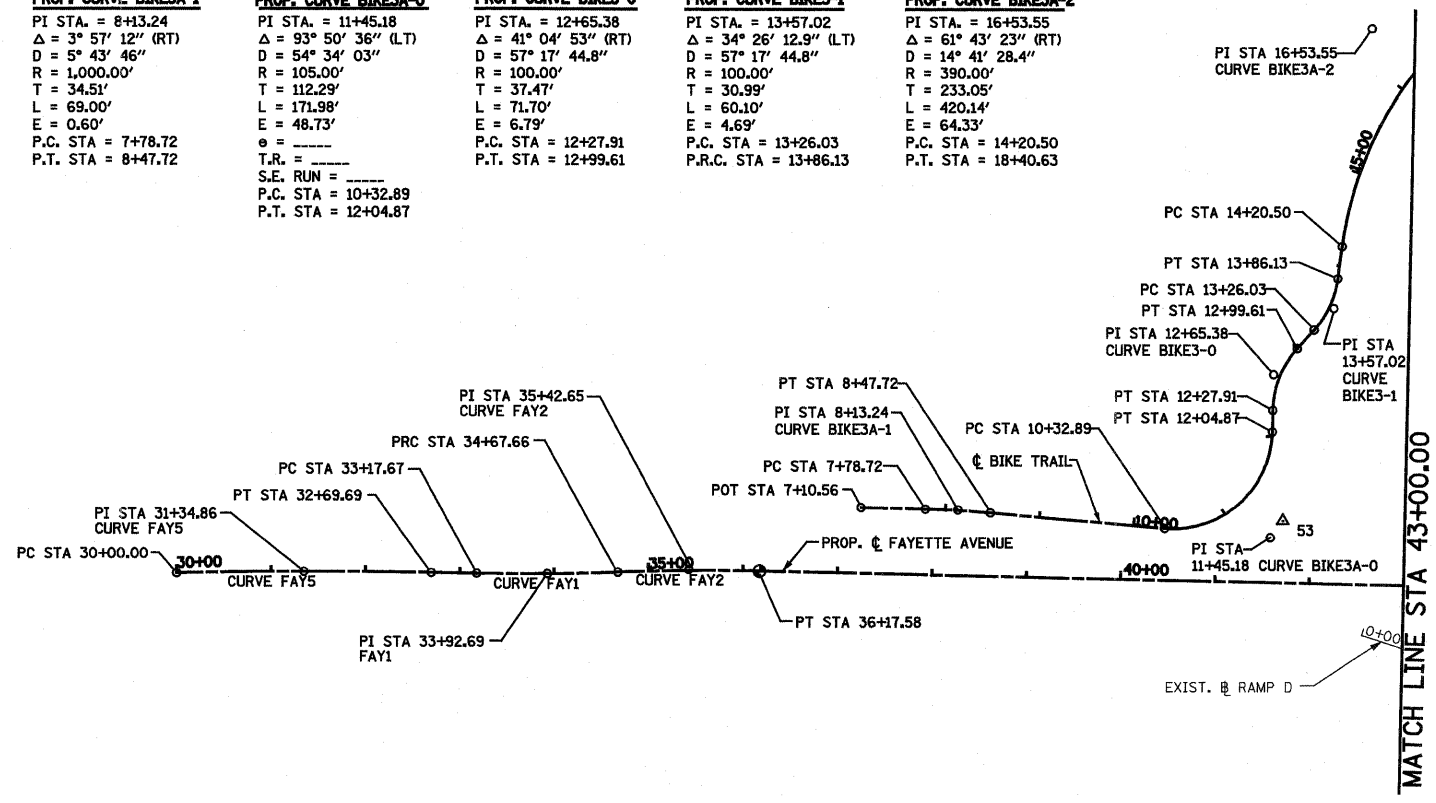 PROP. CURVE BIKE3A-1
PI STA. = 8+13.24
Δ = 3° 57' 12" (RT)
D = 5° 43' 46"
R = 1,000.00'
T = 34.51'
L = 69.00'
E = 0.60'
P.C. STA = 7+78.72
P.T. STA = 8+47.72
PROP. CURVE BIKE3A-0
PI STA. = 11+45.18
Δ = 93° 50' 36" (LT)
D = 54° 34' 03"
R = 105.00'
T = 112.29'
L = 171.98'
E = 48.73'
e = _____
T.R. = _____
S.E. RUN = _____
P.C. STA = 10+32.89
P.T. STA = 12+04.87
PROP. CURVE BIKE3-0
PI STA. = 12+65.38
Δ = 41° 04' 53" (RT)
D = 57° 17' 44.8"
R = 100.00'
T = 37.47'
L = 71.70'
E = 6.79'
P.C. STA = 12+27.91
P.T. STA = 12+99.61
PROP. CURVE BIKE3-1
PI STA. = 13+57.02
Δ = 34° 26' 12.9" (LT)
D = 57° 17' 44.8"
R = 100.00'
T = 30.99'
L = 60.10'
E = 4.69'
P.C. STA = 13+26.03
P.R.C. STA = 13+86.13
PROP. CURVE BIKE3A-2
PI STA. = 16+53.55
Δ = 61° 43' 23" (RT)
D = 14° 41' 28.4"
R = 390.00'
T = 233.05'
L = 420.14'
E = 64.33'
P.C. STA = 14+20.50
P.T. STA = 18+40.63
PI STA 16+53.55
CURVE BIKE3A-2
15+00
PC STA 14+20.50
PT STA 13+86.13
PC STA 13+26.03
PT STA 12+99.61
PI STA 12+65.38
CURVE BIKE3-0
PI STA
13+57.02
CURVE
BIKE3-1
PT STA 12+27.91
PT STA 12+04.87
PT STA 8+47.72
PI STA 8+13.24
CURVE BIKE3A-1
PC STA 10+32.89
℄ BIKE TRAIL
PC STA 7+78.72
POT STA 7+10.56
10+00
53
PI STA
11+45.18 CURVE BIKE3A-0
PI STA 35+42.65
CURVE FAY2
PRC STA 34+67.66
PC STA 33+17.67
PT STA 32+69.69
PI STA 31+34.86
CURVE FAY5
PC STA 30+00.00
30+00
CURVE FAY5
CURVE FAY1
35+00
CURVE FAY2
PROP. ℄ FAYETTE AVENUE
40+00
PT STA 36+17.58
PI STA 33+92.69
FAY1
0+00
EXIST. BL RAMP D
MATCH LINE STA 43+00.00